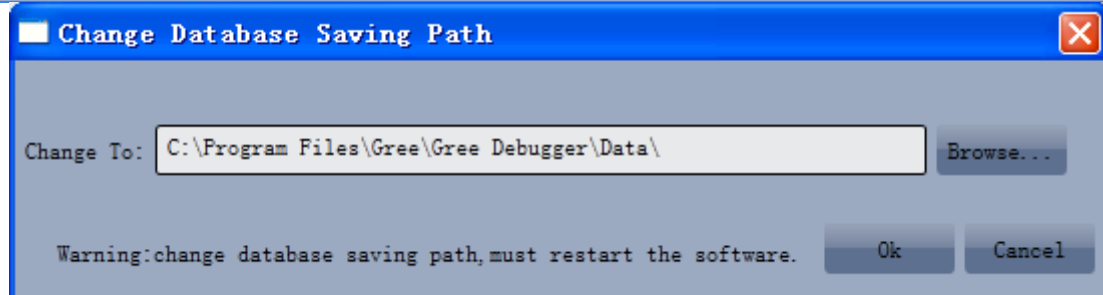 Change Database Saving Path
Change To: C:\Program Files\Gree\Gree Debugger\Data\ Browse...
Warning:change database saving path,must restart the software. Ok Cancel